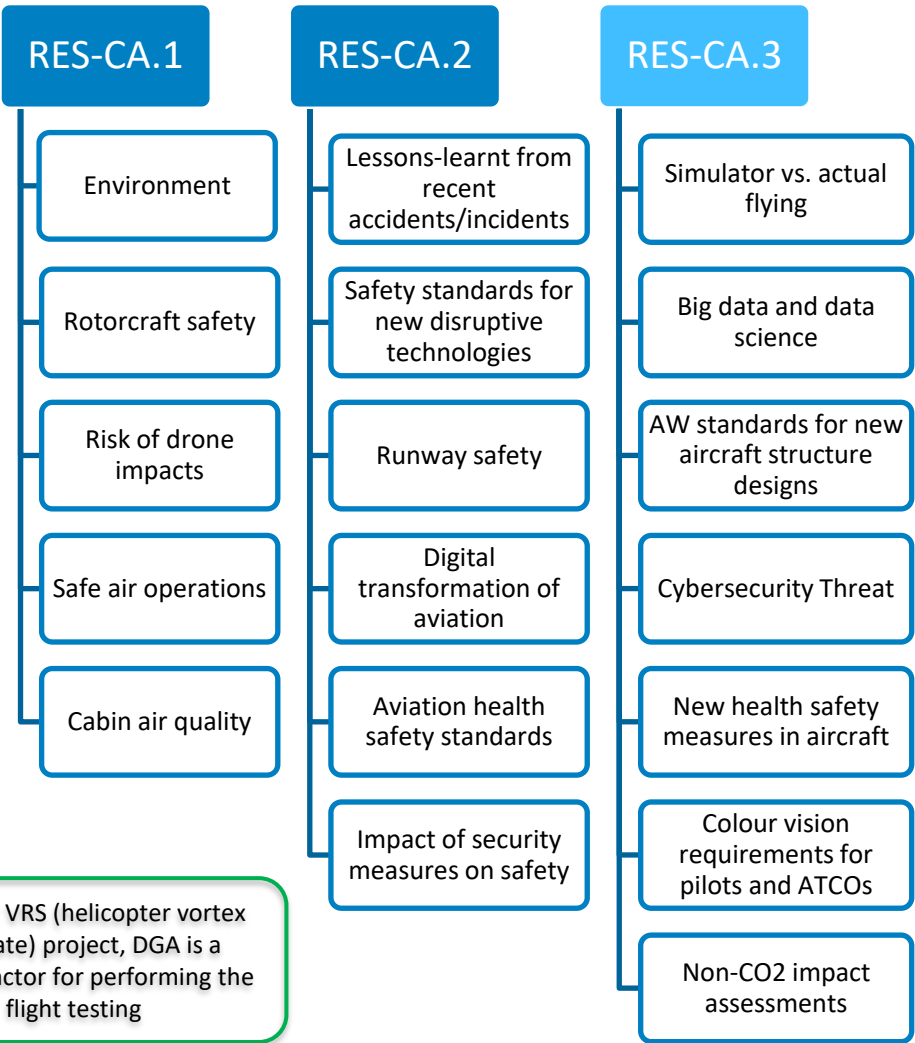 RES-CA.1
Environment
Rotorcraft safety
Risk of drone
impacts
Safe air operations
Cabin air quality
RES-CA.2
Lessons-learnt from
recent
accidents/incidents
Safety standards for
new disruptive
technologies
Runway safety
Digital
transformation of
aviation
Aviation health
safety standards
Impact of security
measures on safety
RES-CA.3
Simulator vs. actual
flying
Big data and data
science
AW standards for new
aircraft structure
designs
Cybersecurity Threat
New health safety
measures in aircraft
Colour vision
requirements for
pilots and ATCOs
Non-CO2 impact
assessments
VRS (helicopter vortex
project, DGA is a
for performing the
flight testing